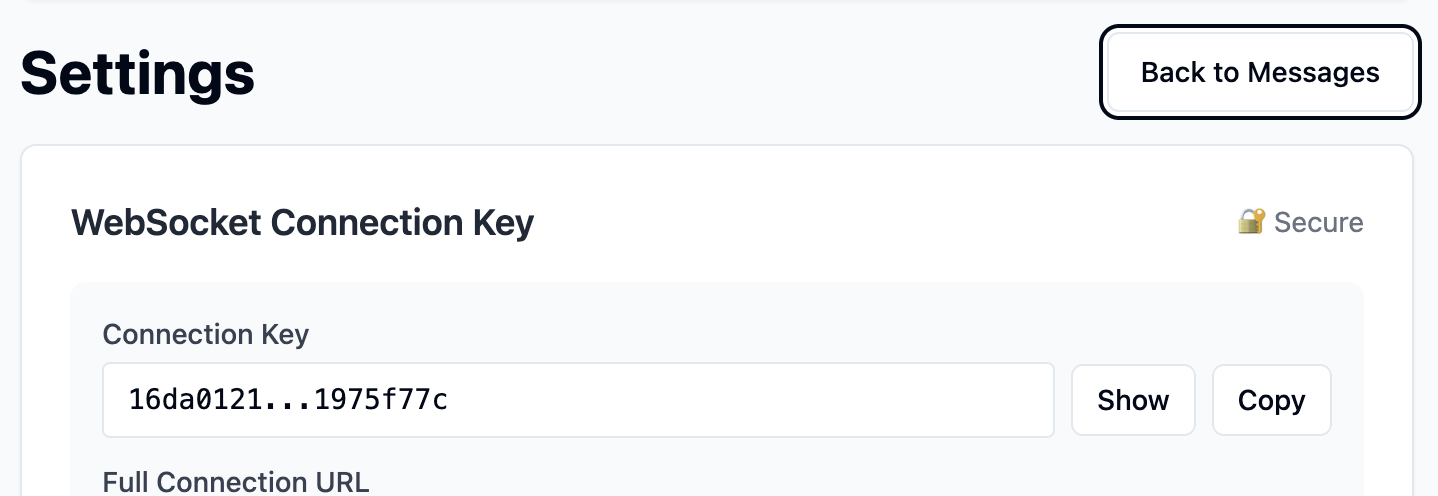 Settings
Back to Messages
WebSocket Connection Key
🔐 Secure
Connection Key
16da0121...1975f77c
Show
Copy
Full Connection URL